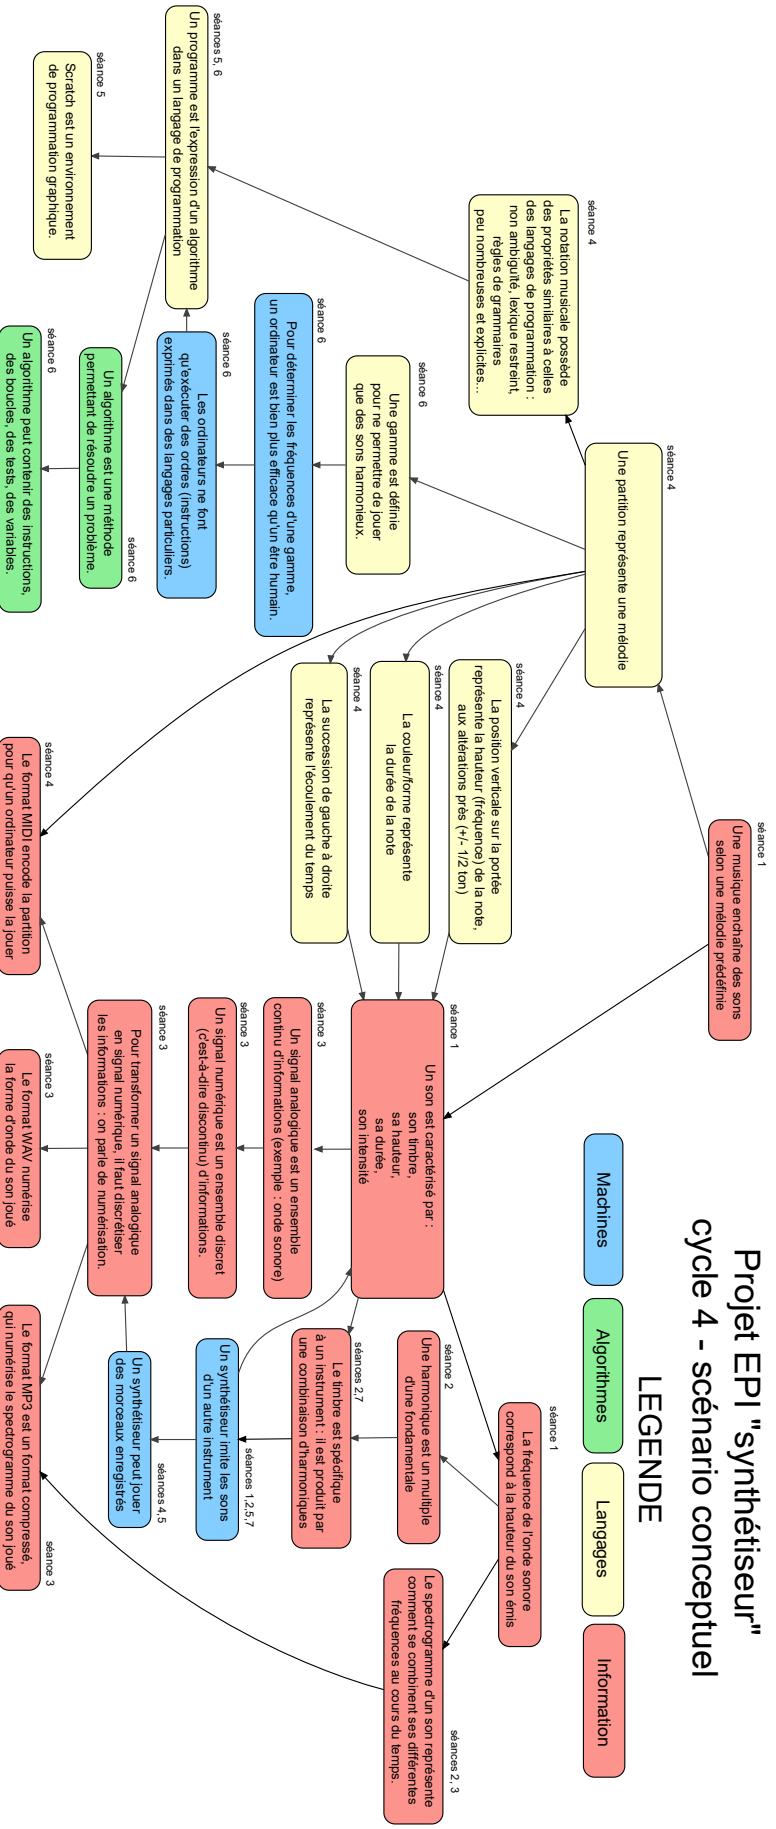 Projet EPI "synthétiseur"
cycle 4 - scénario conceptuel
LEGENDE
Machines
Algorithmes
Langages
Information
séance 1
Une musique enchaîne des sons
selon une mélodie prédéfinie
séance 4
Une partition représente une mélodie
séance 4
La notation musicale possède
des propriétés similaires à celles
des langages de programmation :
non ambiguïté, lexique restreint,
règles de grammaires
peu nombreuses et explicites...
séance 6
Une gamme est définie
pour ne permettre de jouer
que des sons harmonieux.
séance 6
Pour déterminer les fréquences d'une gamme,
un ordinateur est bien plus efficace qu'un être humain.
séance 6
Les ordinateurs ne font
qu'exécuter des ordres (instructions)
exprimés dans des langages particuliers.
séances 5, 6
Un programme est l'expression d'un algorithme
dans un langage de programmation
séance 5
Scratch est un environnement
de programmation graphique.
séance 6
Un algorithme est une méthode
permettant de résoudre un problème.
séance 6
Un algorithme peut contenir des instructions,
des boucles, des tests, des variables.
séance 4
La position verticale sur la portée
représente la hauteur (fréquence) de la note,
aux altérations près (+/- 1/2 ton)
séance 4
La couleur/forme représente
la durée de la note
séance 4
La succession de gauche à droite
représente l'écoulement du temps
séance 1
Un son est caractérisé par :
son timbre,
sa hauteur,
sa durée,
son intensité
séance 1
La fréquence de l'onde sonore
correspond à la hauteur du son émis
séance 2
Une harmonique est un multiple
d'une fondamentale
séances 2, 3
Le spectrogramme d'un son représente
comment se combinent ses différentes
fréquences au cours du temps.
séances 2,7
Le timbre est spécifique
à un instrument : il est produit par
une combinaison d'harmoniques
séances 1,2,5,7
Un synthétiseur imite les sons
d'un autre instrument
séances 4,5
Un synthétiseur peut jouer
des morceaux enregistrés
séance 3
Un signal analogique est un ensemble
continu d'informations (exemple : onde sonore)
séance 3
Un signal numérique est un ensemble discret
(c'est-à-dire discontinu) d'informations.
séance 3
Pour transformer un signal analogique
en signal numérique, il faut discrétiser
les informations : on parle de numérisation.
séance 4
Le format MIDI encode la partition
pour qu'un ordinateur puisse la jouer
séance 3
Le format WAV numérise
la forme d'onde du son joué
séance 3
Le format MP3 est un format compressé,
qui numérise le spectrogramme du son joué